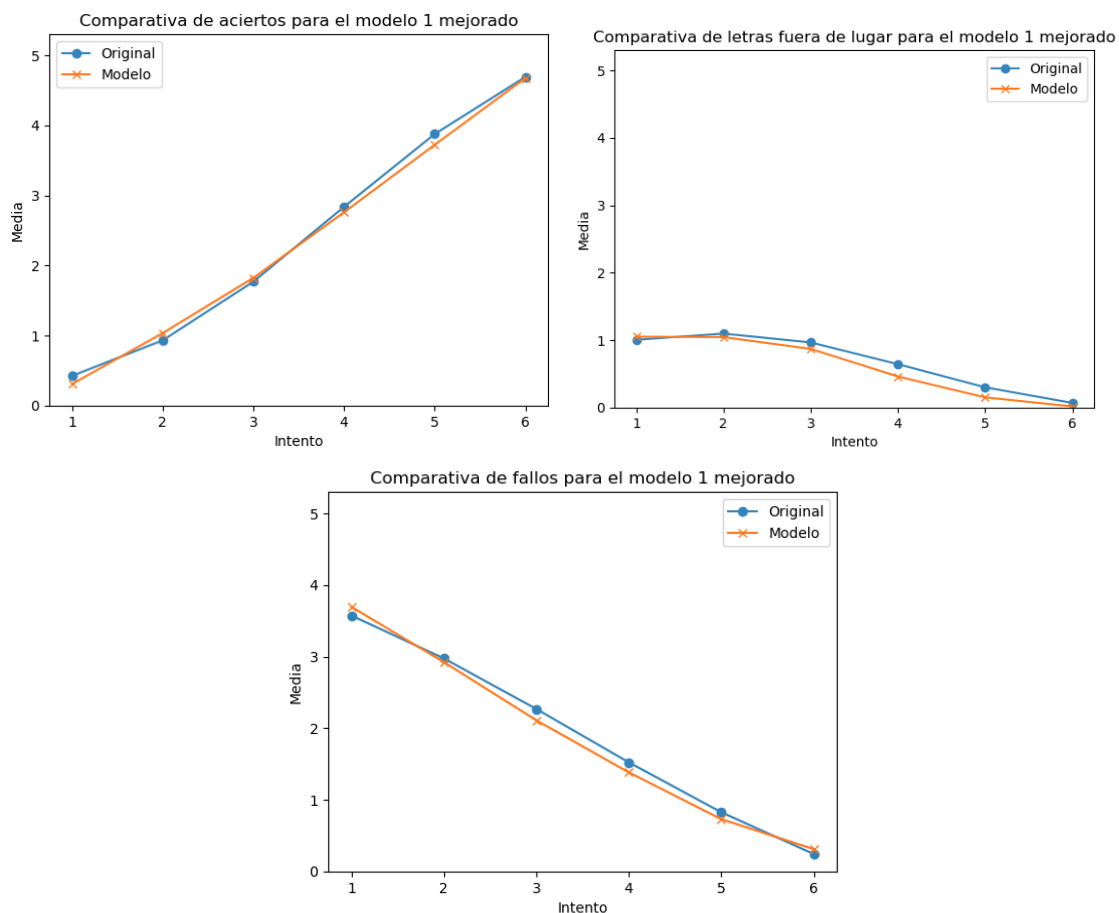 Comparativa de aciertos para el modelo 1 mejorado
Original
Modelo
5
4
3
2
1
0
Media
1 2 3 4 5 6
Intento
Comparativa de letras fuera de lugar para el modelo 1 mejorado
Original
Modelo
5
4
3
2
1
0
Media
1 2 3 4 5 6
Intento
Comparativa de fallos para el modelo 1 mejorado
Original
Modelo
5
4
3
2
1
0
Media
1 2 3 4 5 6
Intento